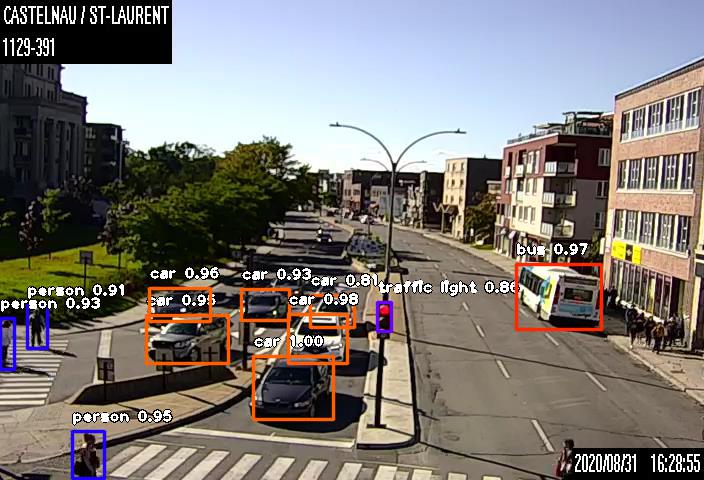 CASTELNAU / ST-LAURENT
1129-391
bus 0.97
car 0.96
car 0.93
car 0.81
traffic light 0.86
person 0.91
person 0.93
car 0.95
car 0.98
car 1.00
person 0.95
2020/08/31 16:28:55